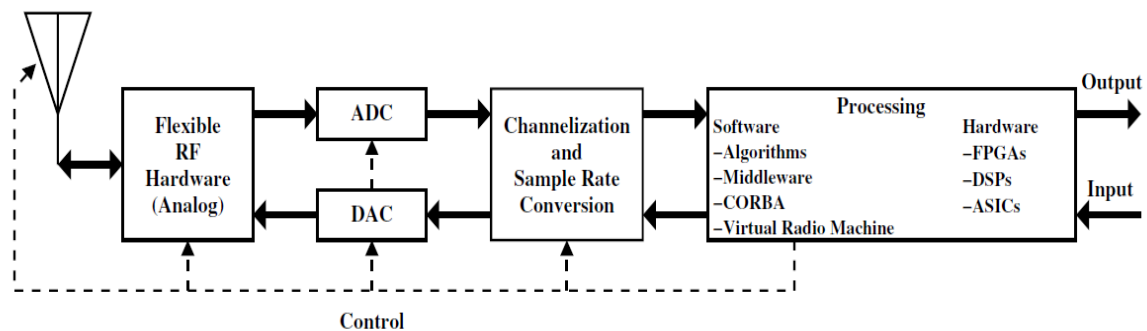 Flexible
RF
Hardware
(Analog)
ADC
DAC
Channelization
and
Sample Rate
Conversion
Processing
Software
–Algorithms
–Middleware
–CORBA
–Virtual Radio Machine
Hardware
–FPGAs
–DSPs
–ASICs
Output
Input
Control